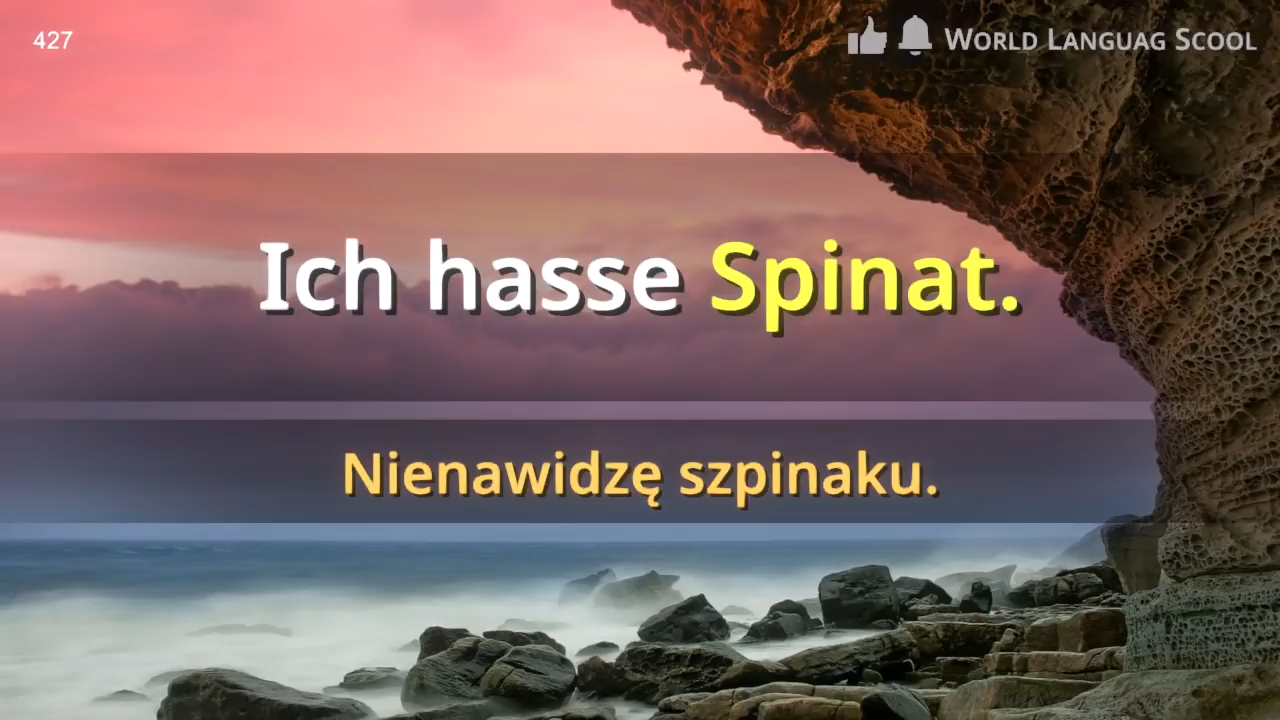 427
WORLD LANGUAG SCOOL
Ich hasse Spinat.
Nienawidzę szpinaku.